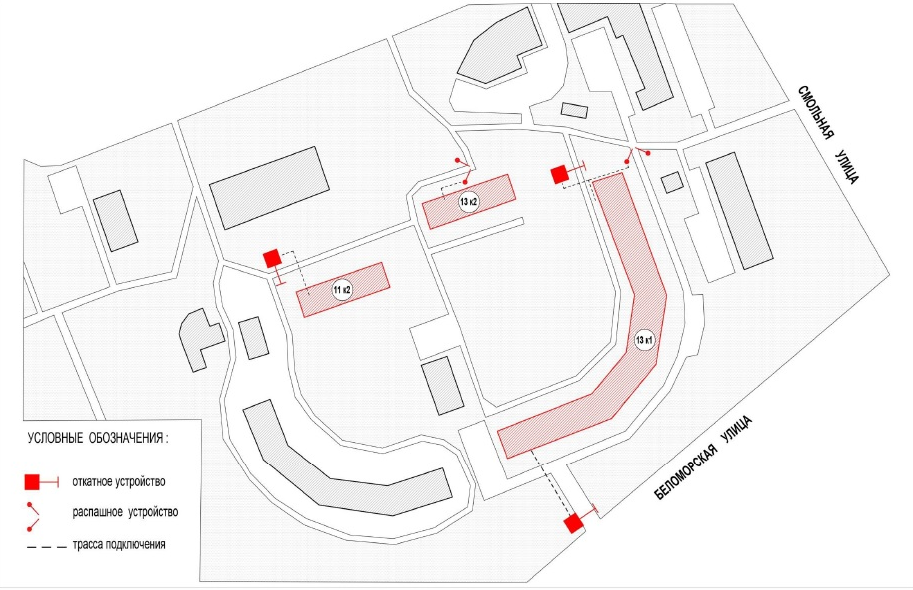 СМОЛЬНАЯ УЛИЦА
13 к2
11 к2
13 к1
БЕЛОМОРСКАЯ УЛИЦА
УСЛОВНЫЕ ОБОЗНАЧЕНИЯ :
откатное устройство
распашное устройство
трасса подключения